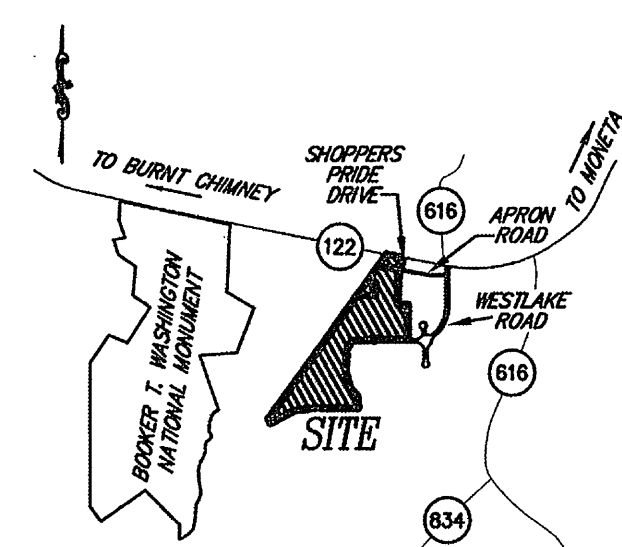 TO BURNT CHIMNEY
SHOPPERS
PRIDE
DRIVE
TO MONETA
616
APRON
ROAD
122
WESTLAKE
ROAD
BOOKER T. WASHINGTON
NATIONAL MONUMENT
616
SITE
834